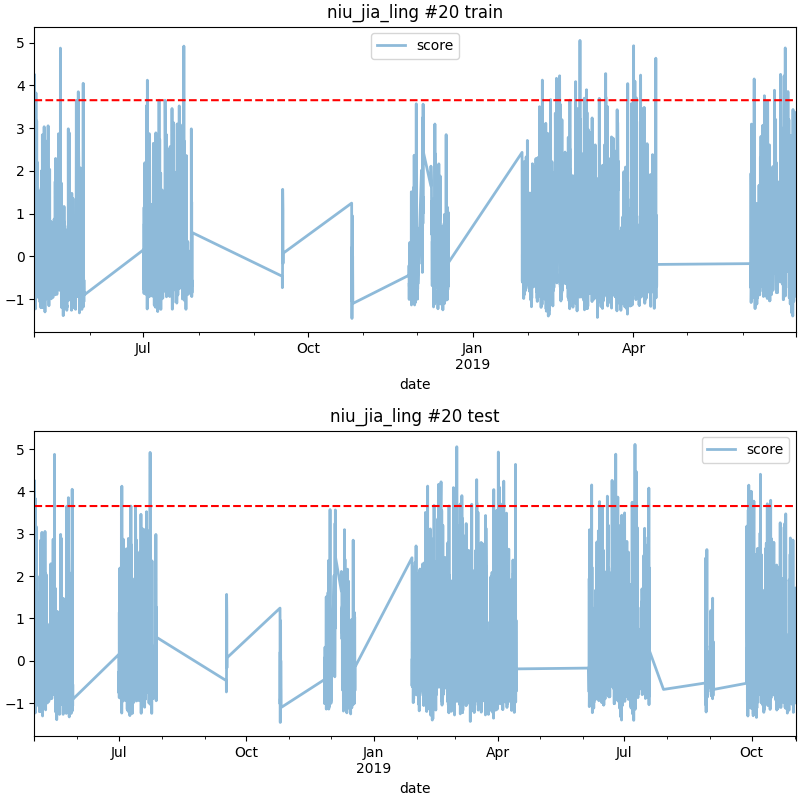 niu_jia_ling #20 train
score
5
4
3
2
1
0
−1
Jul
Oct
Jan
2019
Apr
date
niu_jia_ling #20 test
score
5
4
3
2
1
0
−1
Jul
Oct
Jan
2019
Apr
Jul
Oct
date